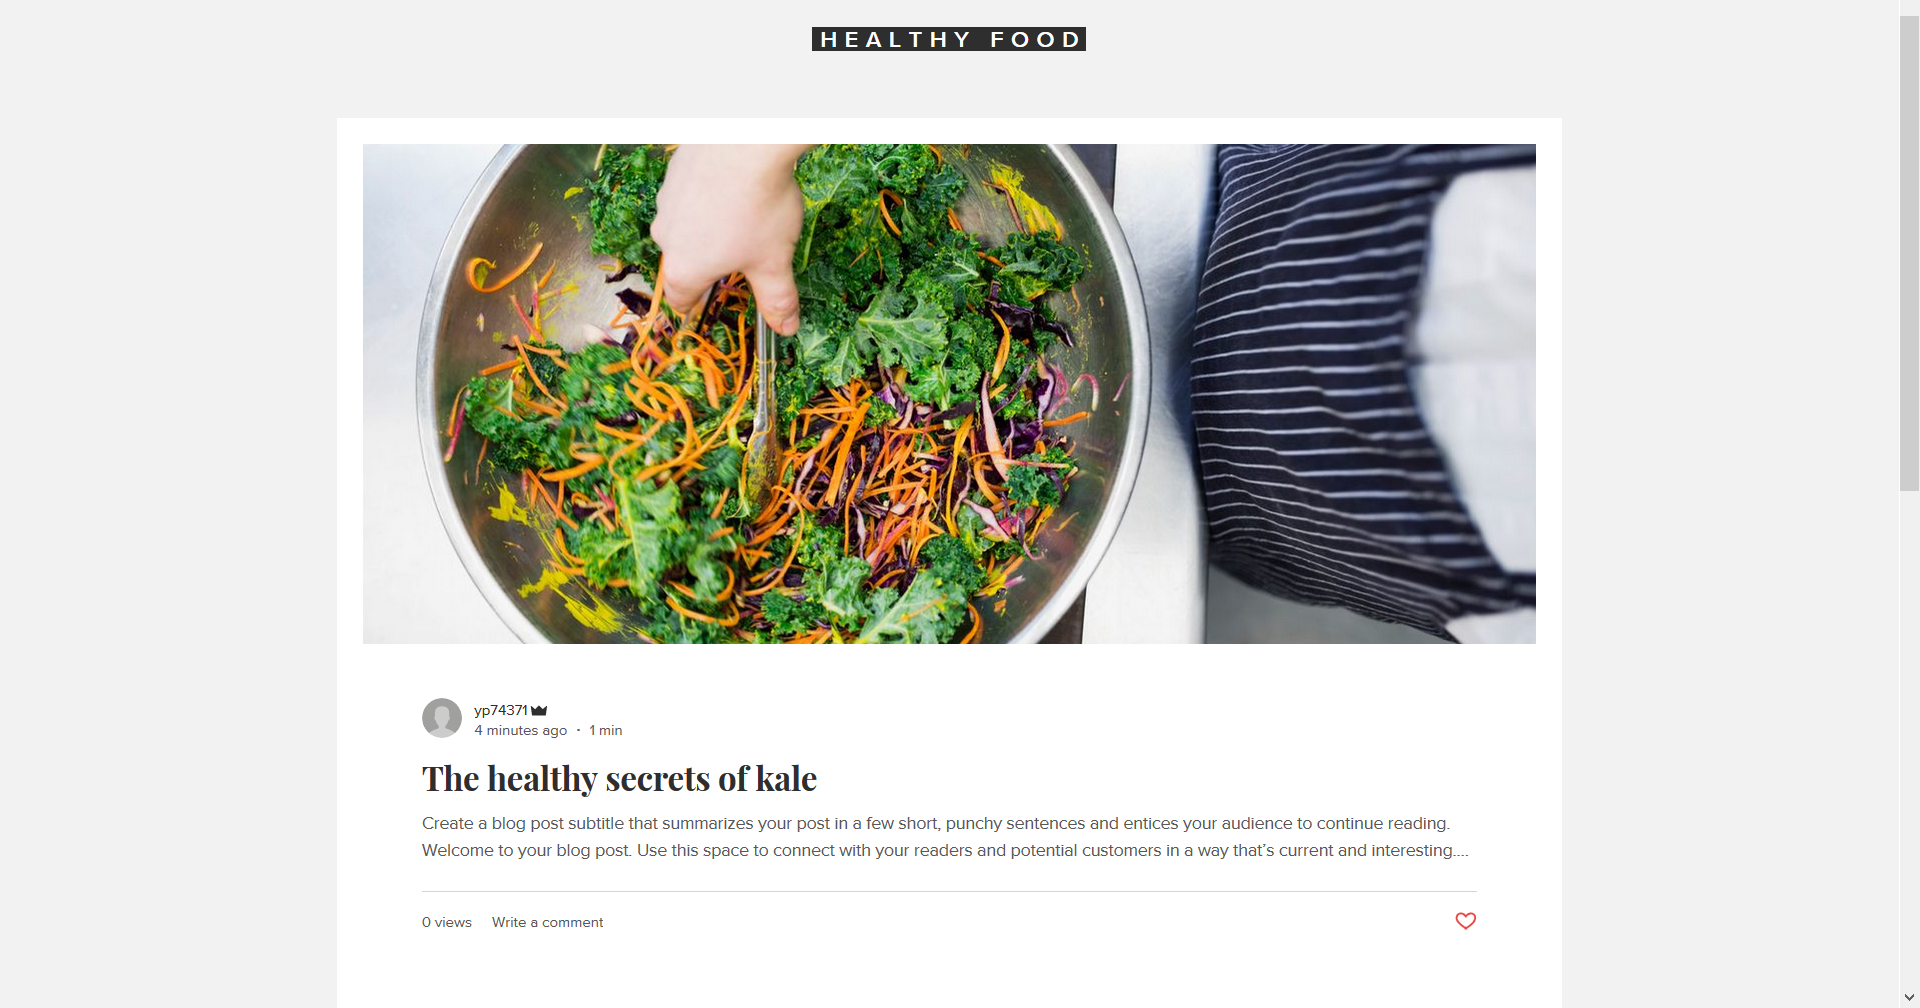 HEALTHY FOOD
yp74371
4 minutes ago · 1 min
The healthy secrets of kale
Create a blog post subtitle that summarizes your post in a few short, punchy sentences and entices your audience to continue reading.
Welcome to your blog post. Use this space to connect with your readers and potential customers in a way that’s current and interesting....
0 views Write a comment